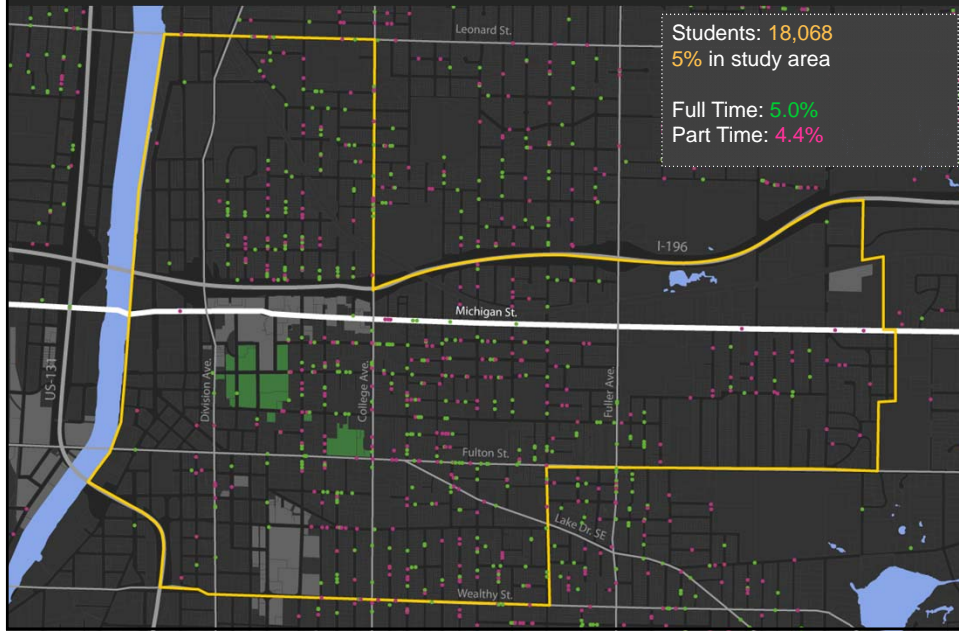 Leonard St.
Students: 18,068
5% in study area
Full Time: 5.0%
Part Time: 4.4%
I-196
Michigan St.
US-131
Division Ave.
College Ave.
Fuller Ave.
Fulton St.
Lake Dr. SE
Wealthy St.